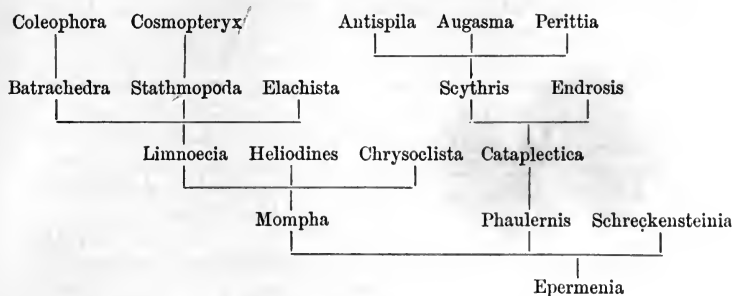 Coleophora Cosmopteryx Antispila Augasma Perittia
Batrachedra Stathmopoda Elachista Scythris Endrosis
Limnoecia Heliodines Chrysoclista Cataplectica
Mompha Phaulernis Schreckensteinia
Epermenia